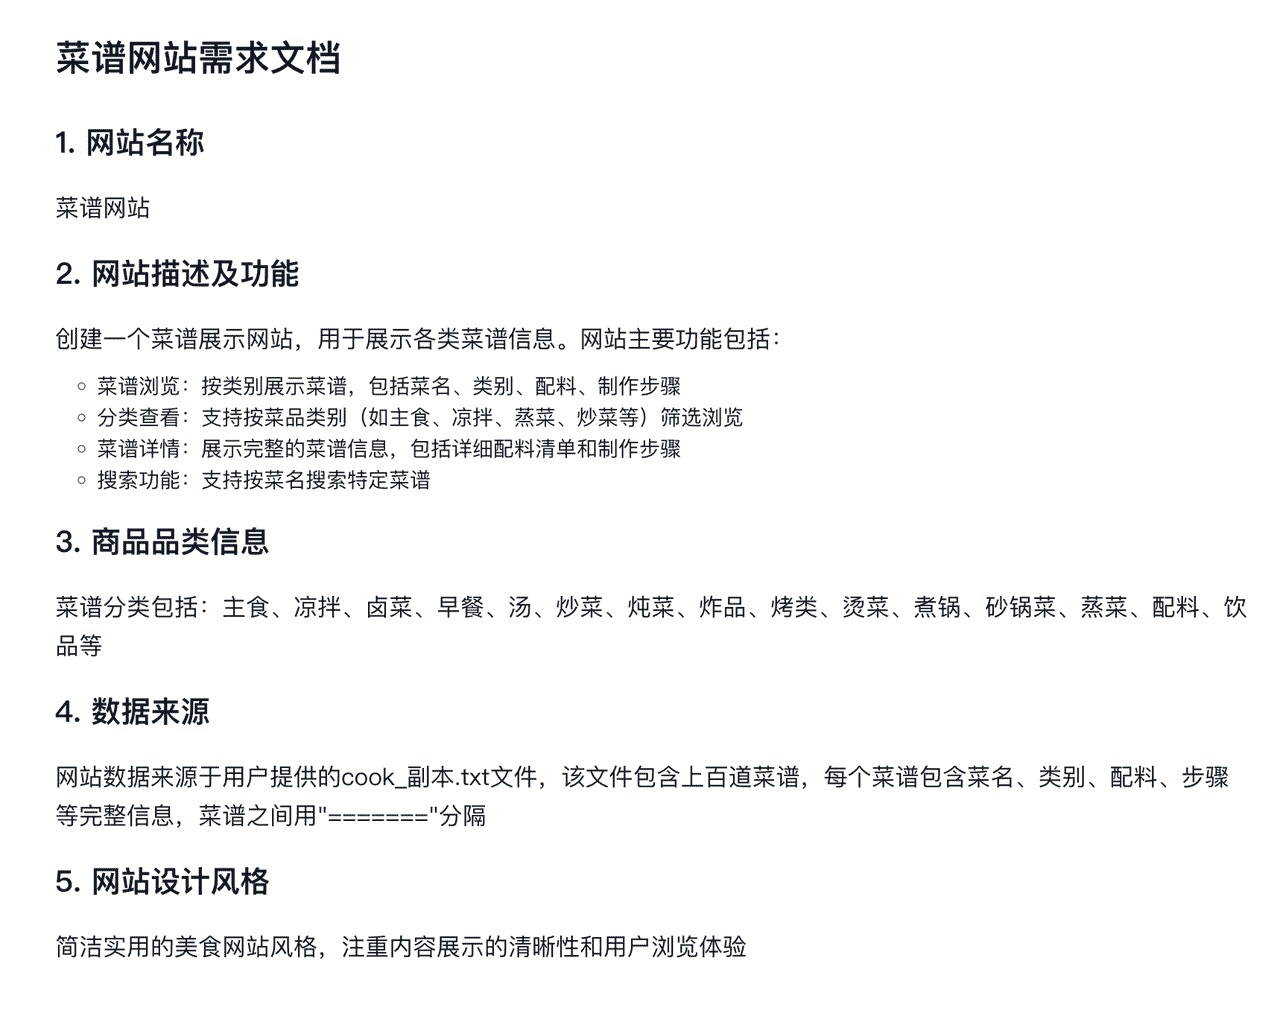 菜谱网站需求文档
1. 网站名称
菜谱网站
2. 网站描述及功能
创建一个菜谱展示网站，用于展示各类菜谱信息。网站主要功能包括：
◦ 菜谱浏览：按类别展示菜谱，包括菜名、类别、配料、制作步骤
◦ 分类查看：支持按菜品类别（如主食、凉拌、蒸菜、炒菜等）筛选浏览
◦ 菜谱详情：展示完整的菜谱信息，包括详细配料清单和制作步骤
◦ 搜索功能：支持按菜名搜索特定菜谱
3. 商品品类信息
菜谱分类包括：主食、凉拌、卤菜、早餐、汤、炒菜、炖菜、炸品、烤类、烫菜、煮锅、砂锅菜、蒸菜、配料、饮
品等
4. 数据来源
网站数据来源于用户提供的cook_副本.txt文件，该文件包含上百道菜谱，每个菜谱包含菜名、类别、配料、步骤
等完整信息，菜谱之间用"======="分隔
5. 网站设计风格
简洁实用的美食网站风格，注重内容展示的清晰性和用户浏览体验